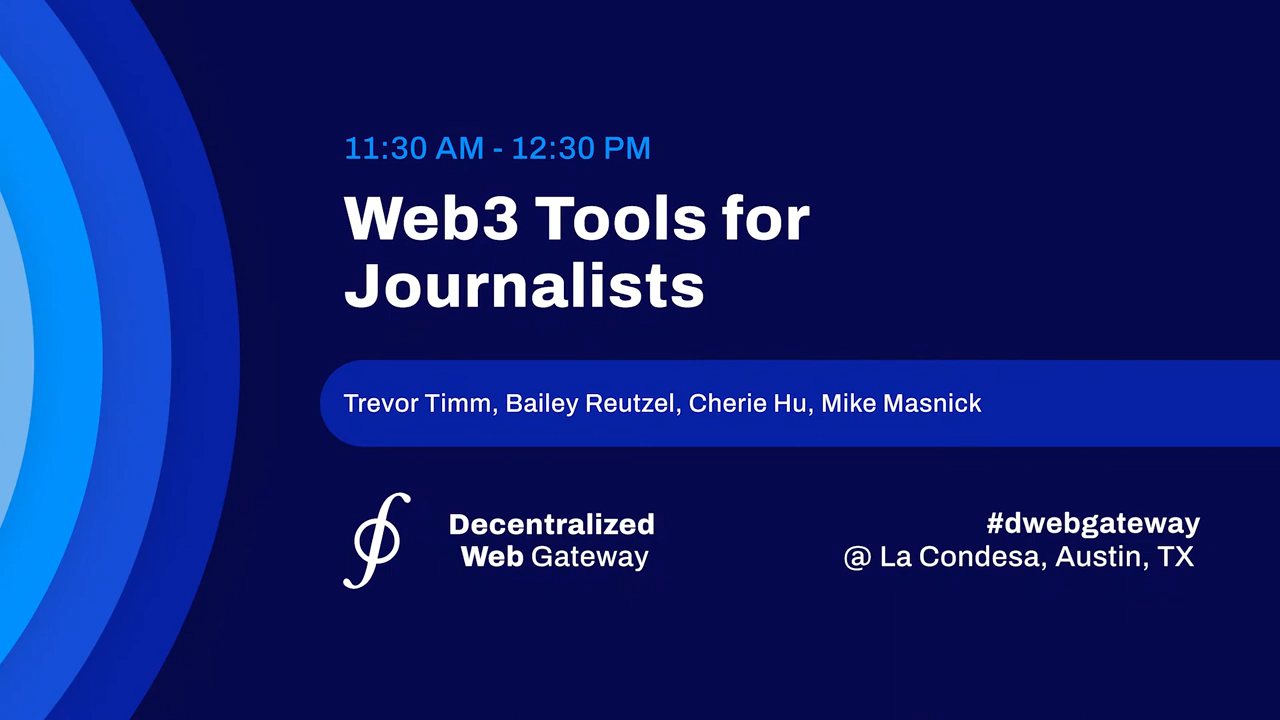 11:30 AM - 12:30 PM
Web3 Tools for
Journalists
Trevor Timm, Bailey Reutzel, Cherie Hu, Mike Masnick
Decentralized
Web Gateway
#dwebgateway
@ La Condesa, Austin, TX